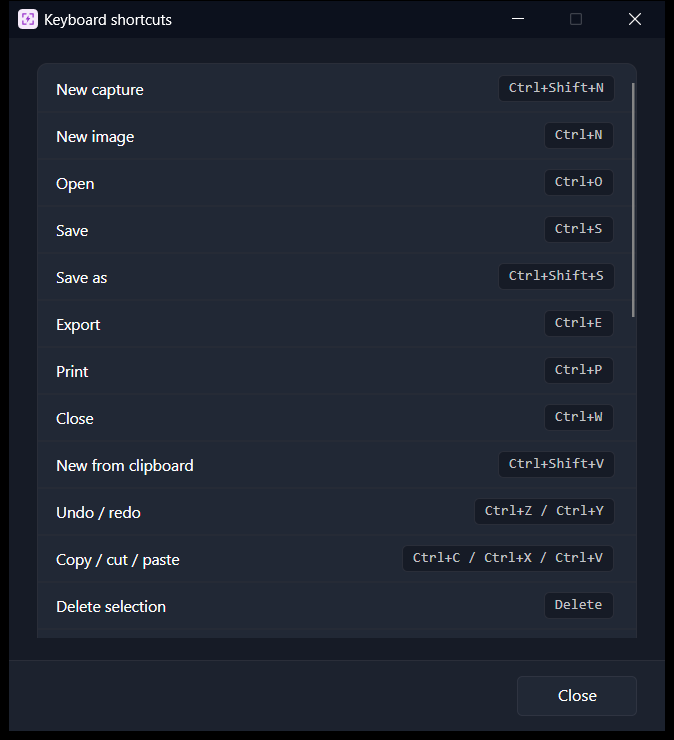 Keyboard shortcuts
New capture Ctrl+Shift+N
New image Ctrl+N
Open Ctrl+O
Save Ctrl+S
Save as Ctrl+Shift+S
Export Ctrl+E
Print Ctrl+P
Close Ctrl+W
New from clipboard Ctrl+Shift+V
Undo / redo Ctrl+Z / Ctrl+Y
Copy / cut / paste Ctrl+C / Ctrl+X / Ctrl+V
Delete selection Delete
Close